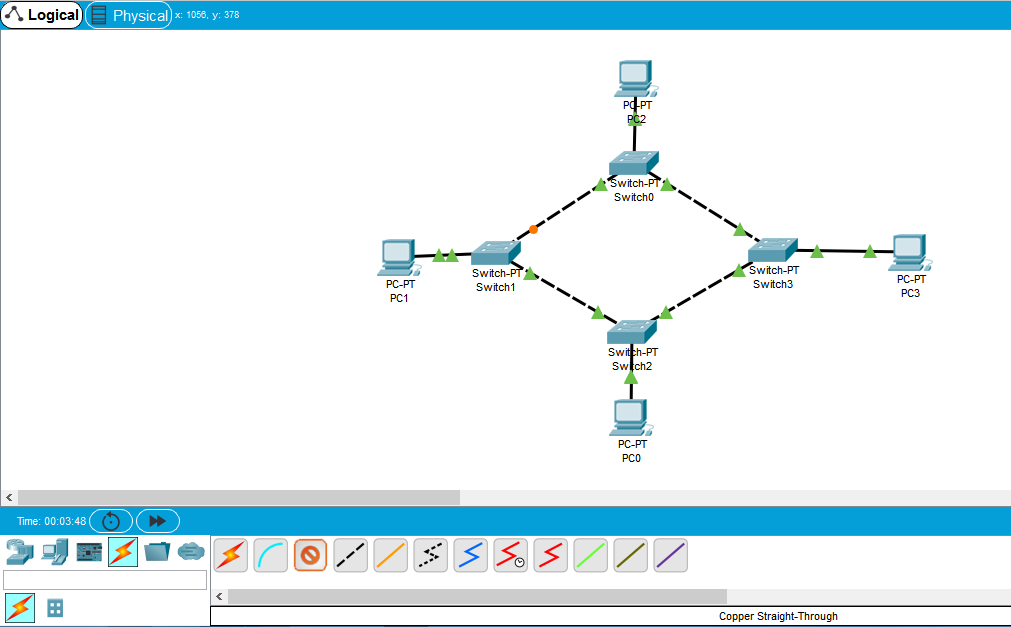 Logical
Physical
x: 1056, y: 378
PC-PT
PC2
Switch-PT
Switch0
PC-PT
PC1
Switch-PT
Switch1
Switch-PT
Switch3
PC-PT
PC3
Switch-PT
Switch2
PC-PT
PC0
Time: 00:03:48
Copper Straight-Through